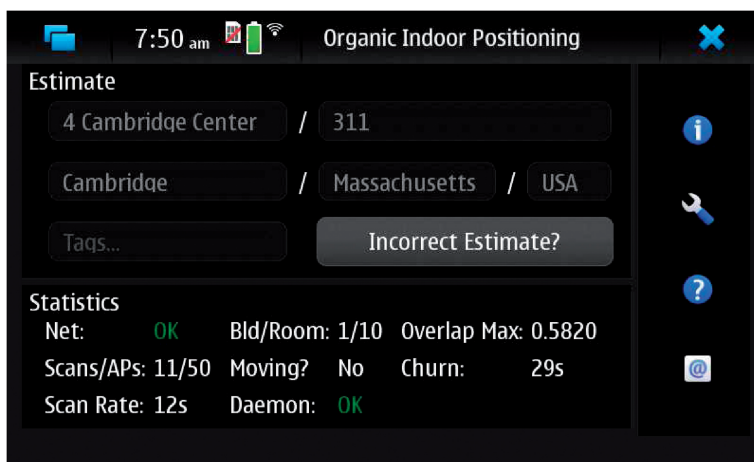 7:50 am Organic Indoor Positioning
Estimate
4 Cambridge Center / 311
Cambridge / Massachusetts / USA
Tags... Incorrect Estimate?
Statistics
Net: OK Bld/Room: 1/10 Overlap Max: 0.5820
Scans/APs: 11/50 Moving? No Churn: 29s
Scan Rate: 12s Daemon: OK